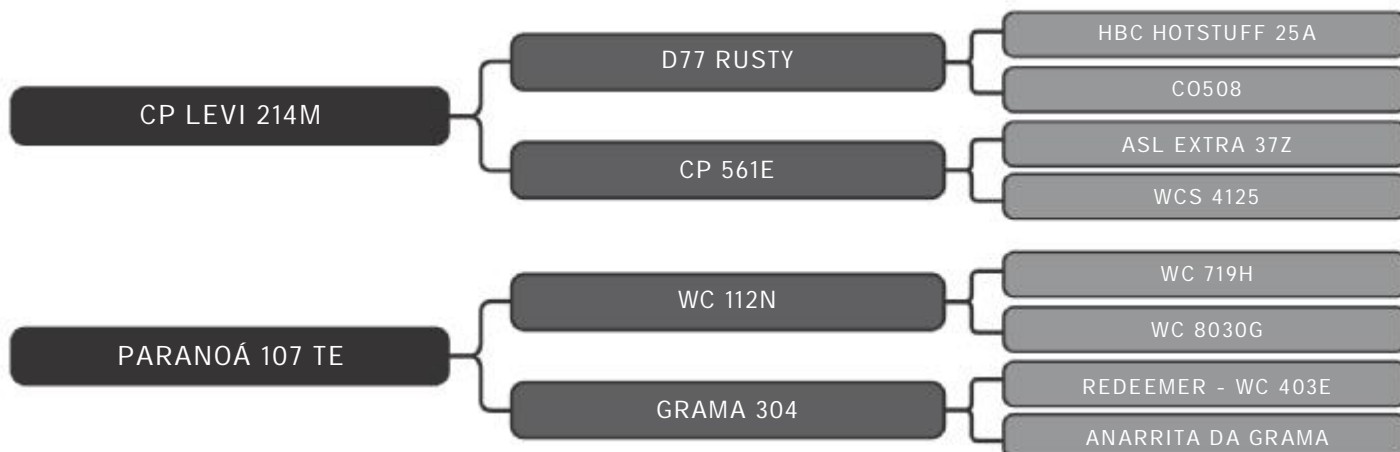 CP LEVI 214M
D77 RUSTY
HBC HOTSTUFF 25A
CO508
CP 561E
ASL EXTRA 37Z
WCS 4125
PARANOÁ 107 TE
WC 112N
WC 719H
WC 8030G
GRAMA 304
REDEEMER - WC 403E
ANARRITA DA GRAMA